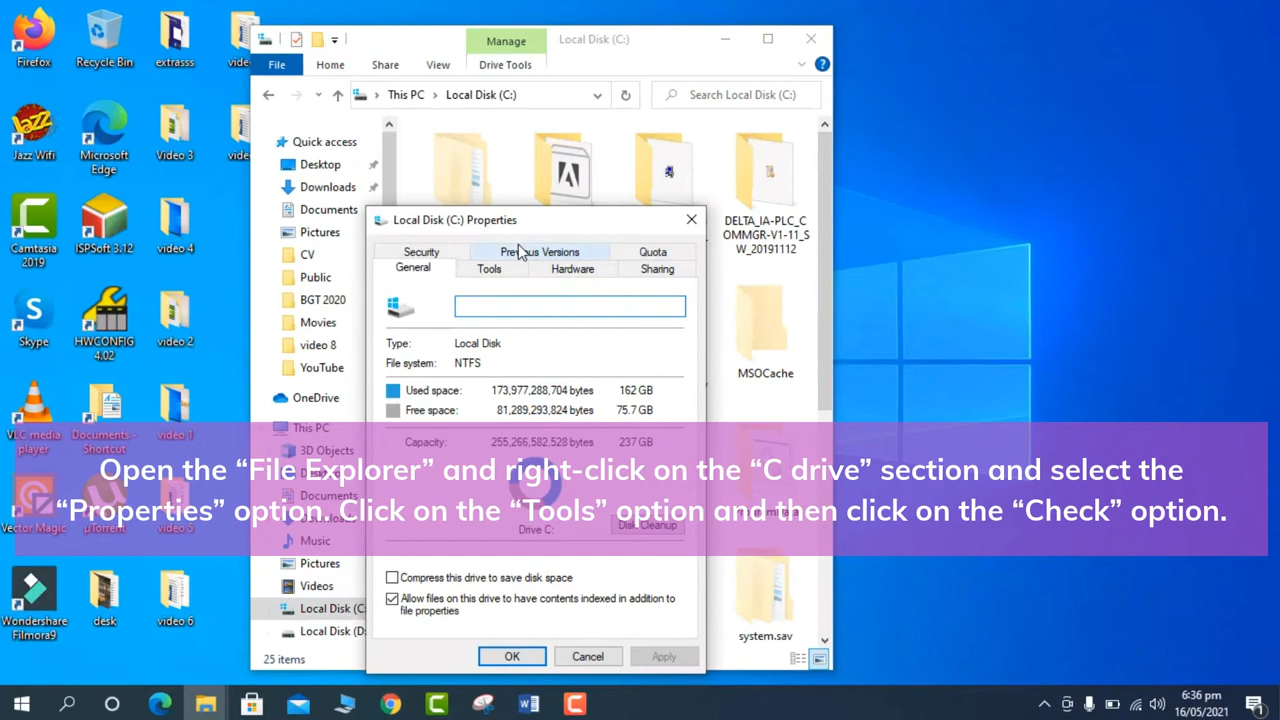 Manage
Local Disk (C:)
File
Home
Share
View
Drive Tools
This PC
Local Disk (C:)
Search Local Disk (C:)
Firefox
Recycle Bin
extrasss
Jazz Wifi
Microsoft
Edge
Video 3
Camtasia
2019
ISPSoft 3.12
video 4
Skype
HWCONFIG
4.02
video 2
VLC media
player
Documents -
Shortcut
video 1
Vector Magic
µTorrent
Wondershare
Filmora9
desk
video 6
Quick access
Desktop
Downloads
Documents
Pictures
CV
Public
BGT 2020
Movies
video 8
YouTube
OneDrive
This PC
3D Objects
Desktop
Documents
Downloads
Music
Pictures
Videos
Local Disk (C:
Local Disk (D:
25 items
DELTA_IA-PLC_C
OMMGR-V1-11_S
W_20191112
MSOCache
system.sav
Local Disk (C:) Properties
Security
Previous Versions
Quota
General
Tools
Hardware
Sharing
Type:
Local Disk
File system:
NTFS
Used space:
173,977,288,704 bytes
162 GB
Free space:
81,289,293,824 bytes
75.7 GB
Capacity:
255,266,582,528 bytes
237 GB
Drive C:
Disk Cleanup
Compress this drive to save disk space
Allow files on this drive to have contents indexed in addition to
file properties
OK
Cancel
Apply
Open the “File Explorer” and right-click on the “C drive” section and select the
“Properties” option. Click on the “Tools” option and then click on the “Check” option.
6:36 pm
16/05/2021
1